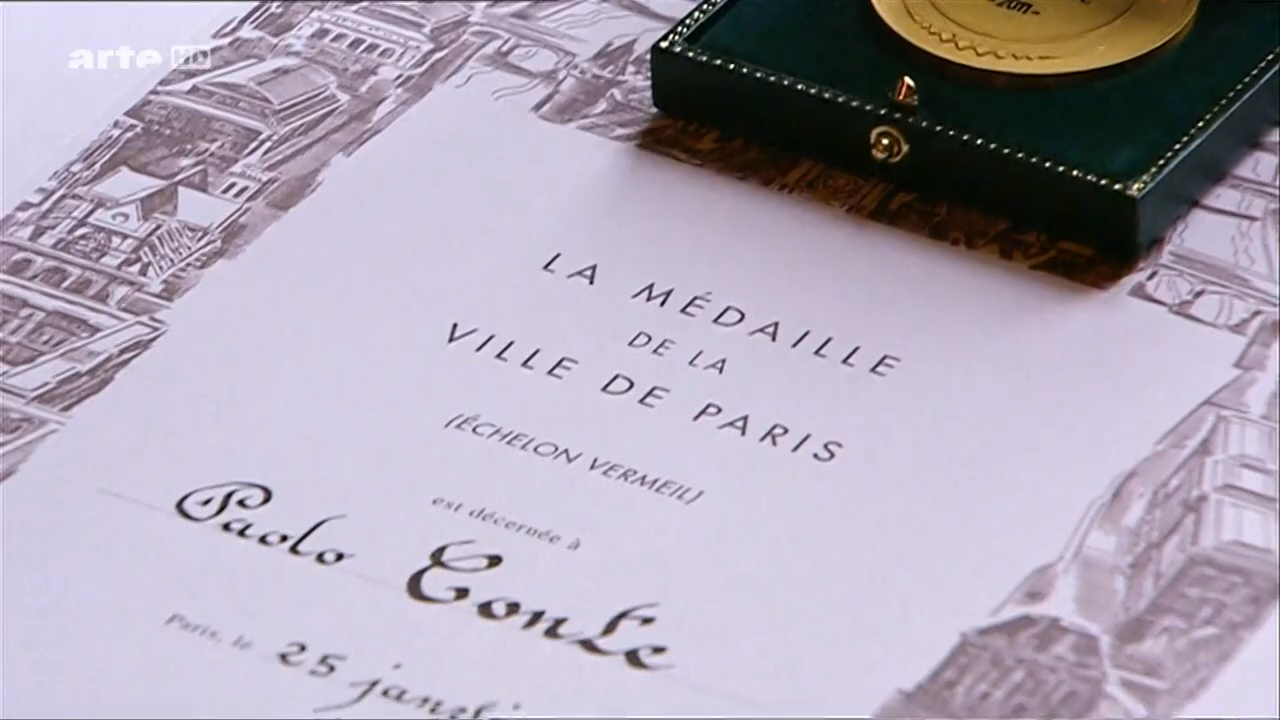 arte HD
LA MÉDAILLE
DE LA
VILLE DE PARIS
(ÉCHELON VERMEIL)
est décernée à
Paolo Conte
Paris, le 25